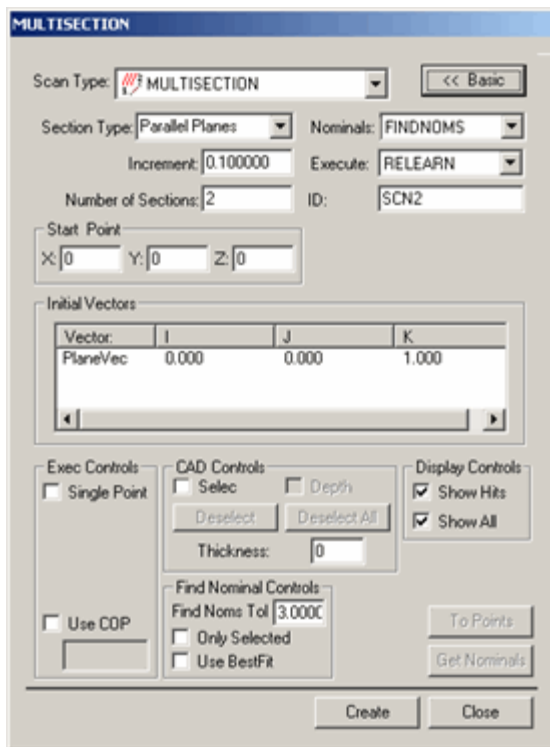 MULTISECTION
Scan Type: MULTISECTION << Basic
Section Type: Parallel Planes Nominals: FINDNOMS
Increment: 0.100000 Execute: RELEARN
Number of Sections: 2 ID: SCN2
Start Point
X: 0 Y: 0 Z: 0
Initial Vectors
Vector: I J K
PlaneVec 0.000 0.000 1.000
Exec Controls CAD Controls Display Controls
Single Point Selec Depth Show Hits
Deselect Deselect All Show All
Thickness: 0
Find Nominal Controls
Find Noms Tol 3.0000
Use COP Only Selected To Points
Use BestFit Get Nominals
Create Close